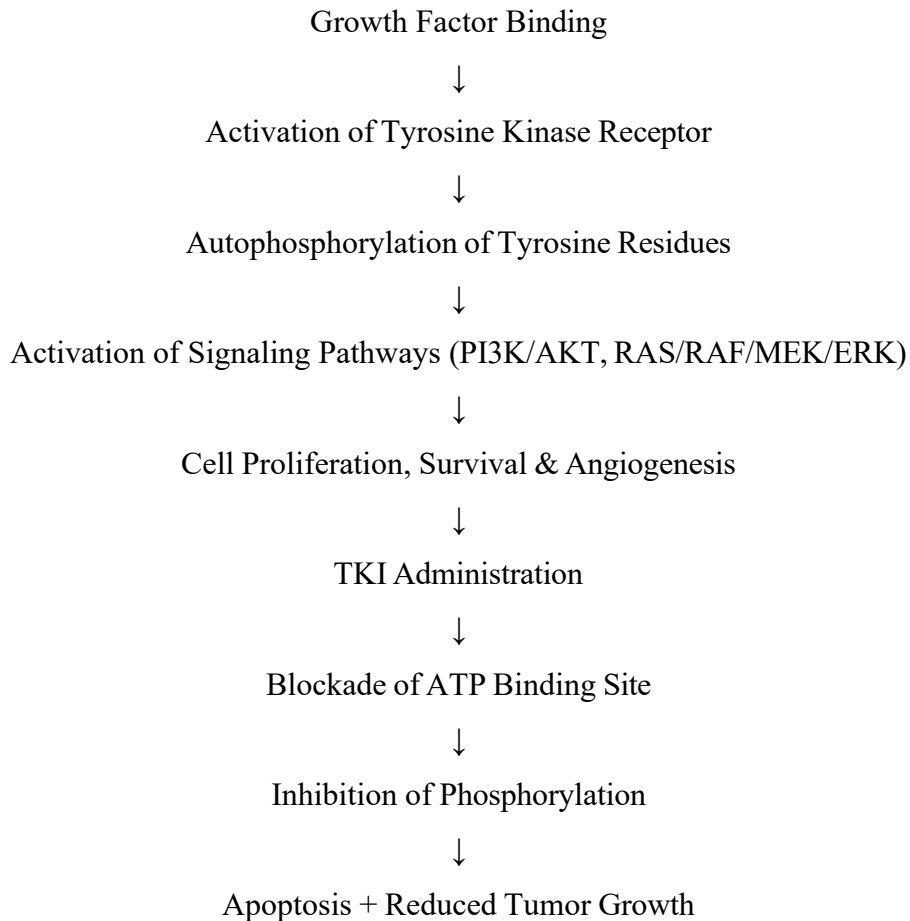 Growth Factor Binding
↓
Activation of Tyrosine Kinase Receptor
↓
Autophosphorylation of Tyrosine Residues
↓
Activation of Signaling Pathways (PI3K/AKT, RAS/RAF/MEK/ERK)
↓
Cell Proliferation, Survival & Angiogenesis
↓
TKI Administration
↓
Blockade of ATP Binding Site
↓
Inhibition of Phosphorylation
↓
Apoptosis + Reduced Tumor Growth